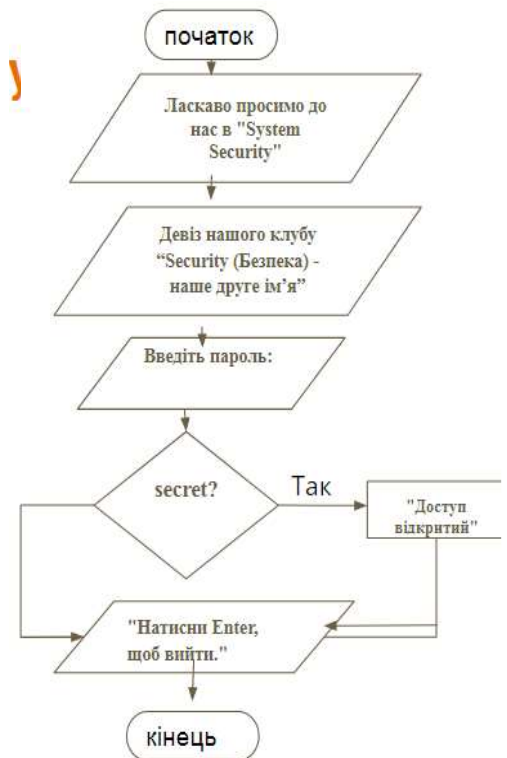 початок
у
Ласкаво просимо до
нас в "System
Security"
Девіз нашого клубу
“Security (Безпека) -
наше друге ім’я”
Введіть пароль:
secret?
Так
"Доступ
відкритий"
"Натисни Enter,
щоб вийти."
кінець